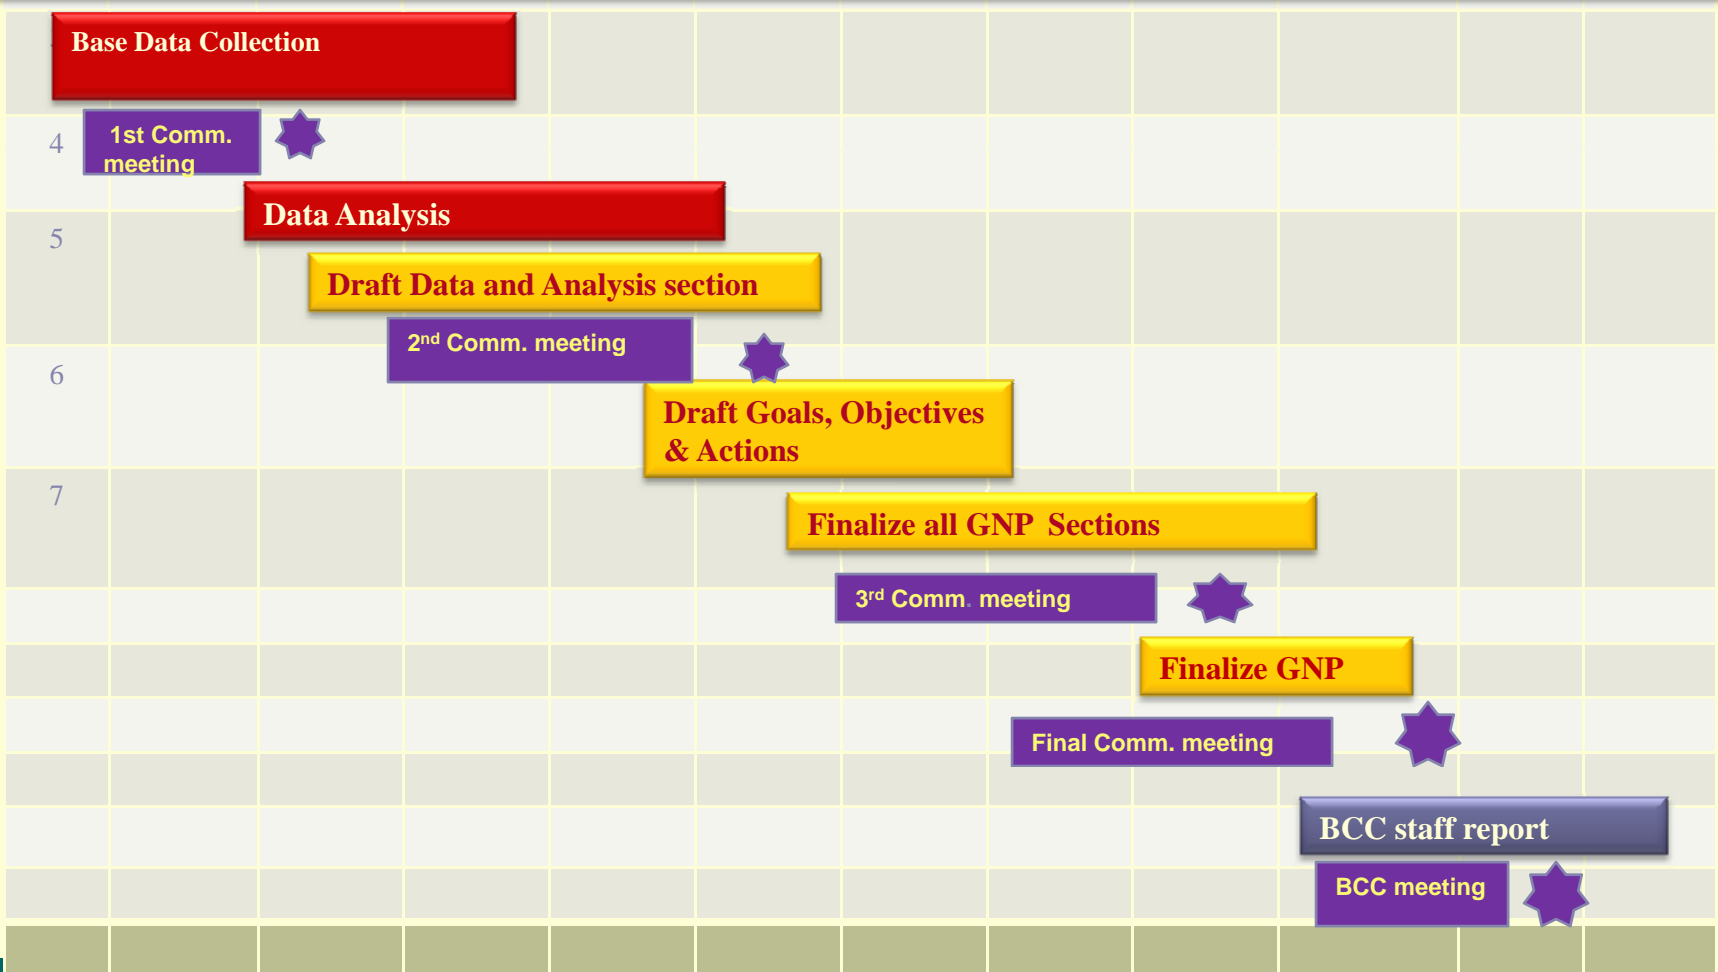 Base Data Collection
4
1st Comm.
meeting
Data Analysis
5
Draft Data and Analysis section
2nd Comm. meeting
6
Draft Goals, Objectives
& Actions
7
Finalize all GNP Sections
3rd Comm. meeting
Finalize GNP
Final Comm. meeting
BCC staff report
BCC meeting